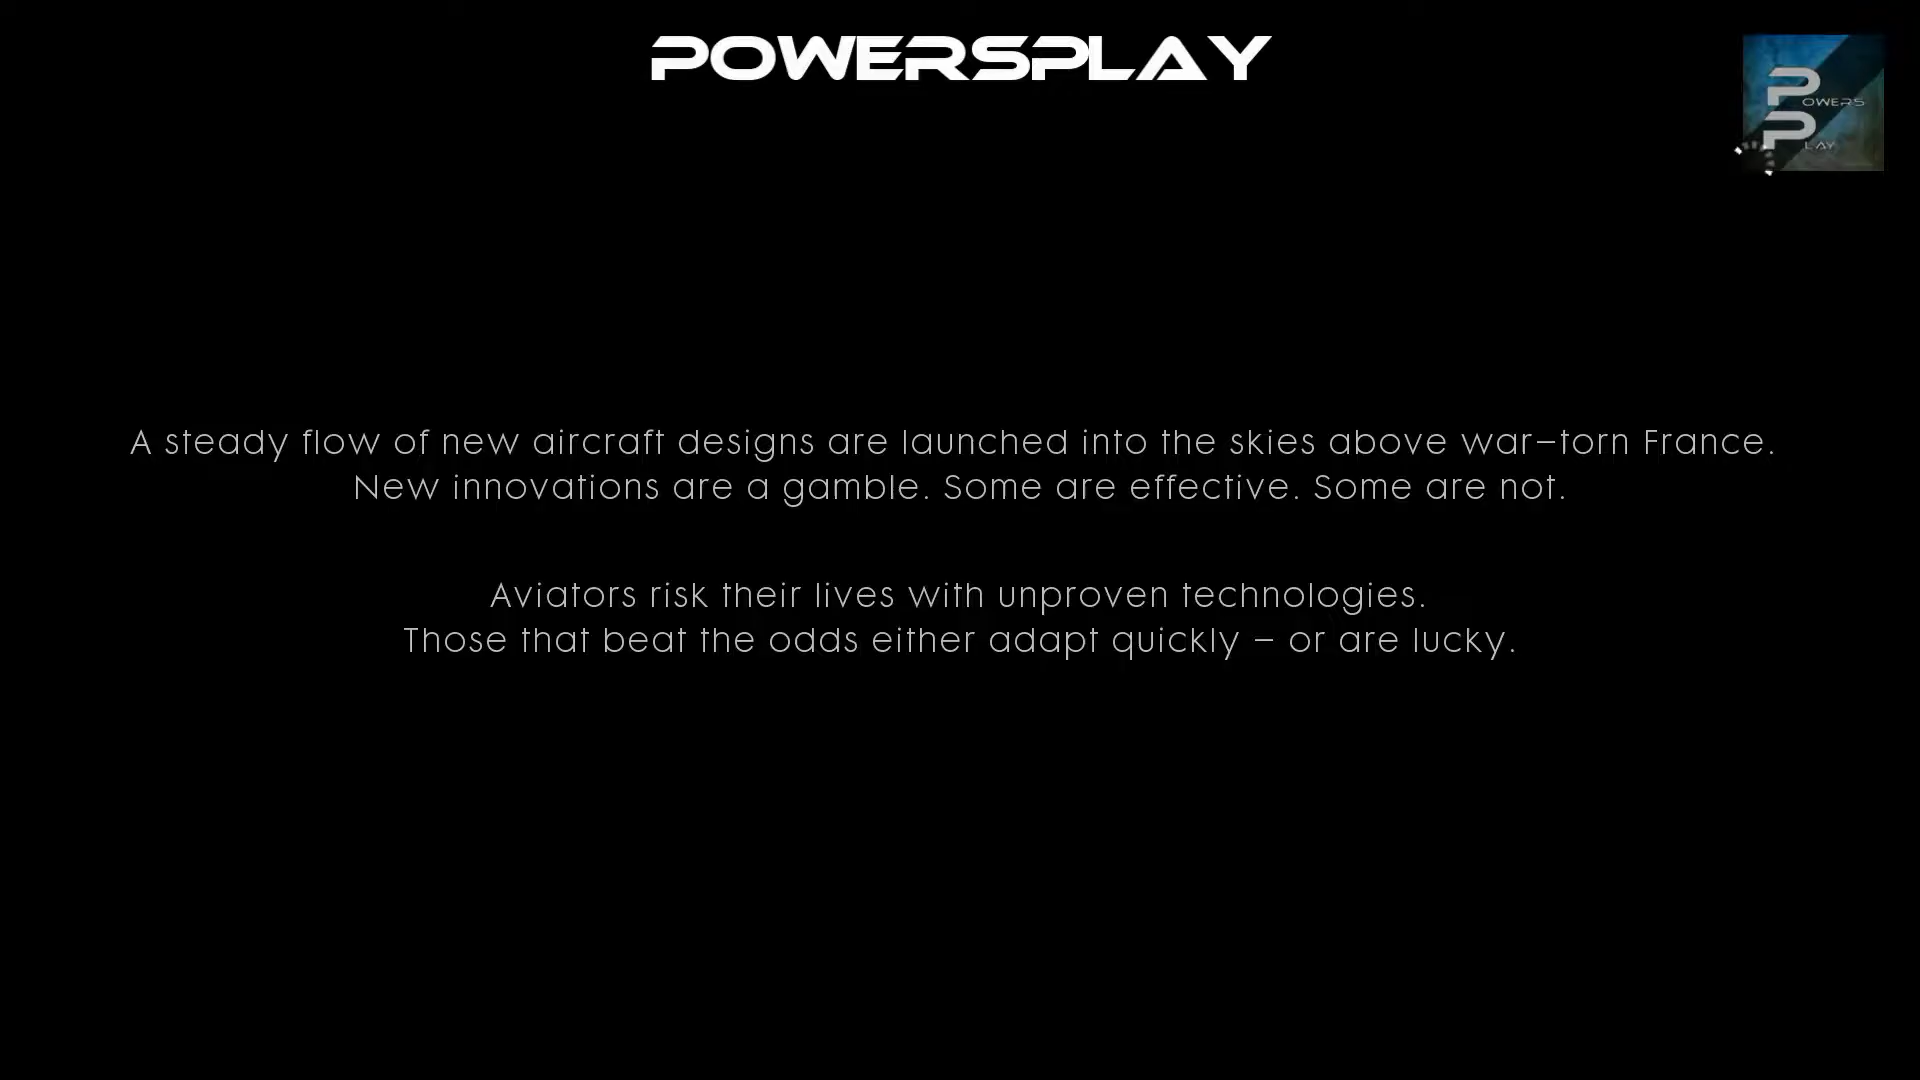 POWERSPLAY
POWERS
PLAY
A steady flow of new aircraft designs are launched into the skies above war-torn France.
New innovations are a gamble. Some are effective. Some are not.
Aviators risk their lives with unproven technologies.
Those that beat the odds either adapt quickly - or are lucky.